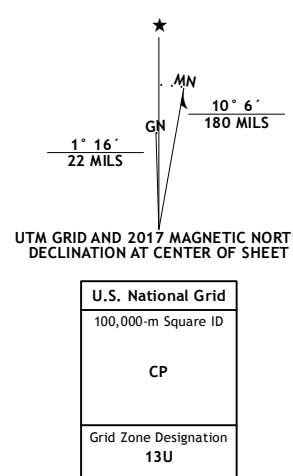 ★
MN
GN
10° 6´
180 MILS
1° 16´
22 MILS
UTM GRID AND 2017 MAGNETIC NORT
DECLINATION AT CENTER OF SHEET
U.S. National Grid
100,000-m Square ID
CP
Grid Zone Designation
13U